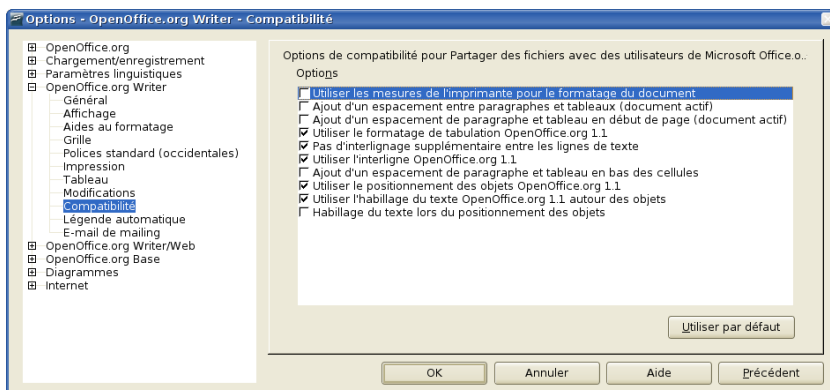 Options - OpenOffice.org Writer - Compatibilité
OpenOffice.org
Chargement/enregistrement
Paramètres linguistiques
OpenOffice.org Writer
Général
Affichage
Aides au formatage
Grille
Polices standard (occidentales)
Impression
Tableau
Modifications
Compatibilité
Légende automatique
E-mail de mailing
OpenOffice.org Writer/Web
OpenOffice.org Base
Diagrammes
Internet
Options de compatibilité pour Partager des fichiers avec des utilisateurs de Microsoft Office.o..
Options
Utiliser les mesures de l'imprimante pour le formatage du document
Ajout d'un espacement entre paragraphes et tableaux (document actif)
Ajout d'un espacement de paragraphe et tableau en début de page (document actif)
Utiliser le formatage de tabulation OpenOffice.org 1.1
Pas d'interlignage supplémentaire entre les lignes de texte
Utiliser l'interligne OpenOffice.org 1.1
Ajout d'un espacement de paragraphe et tableau en bas des cellules
Utiliser le positionnement des objets OpenOffice.org 1.1
Utiliser l'habillage du texte OpenOffice.org 1.1 autour des objets
Habillage du texte lors du positionnement des objets
Utiliser par défaut
OK
Annuler
Aide
Précédent